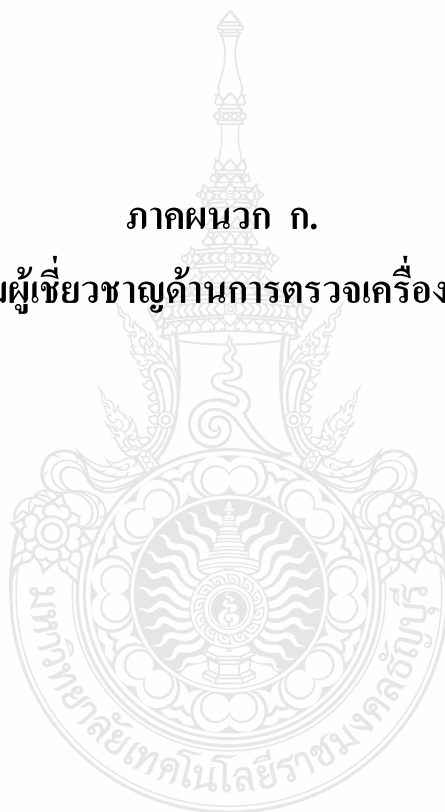 ภาคผนวก ก.
ผู้เชี่ยวชาญด้านการตรวจเครื่อง
มหาวิทยาลัยเทคโนโลยีราชมงคลธัญบุรี